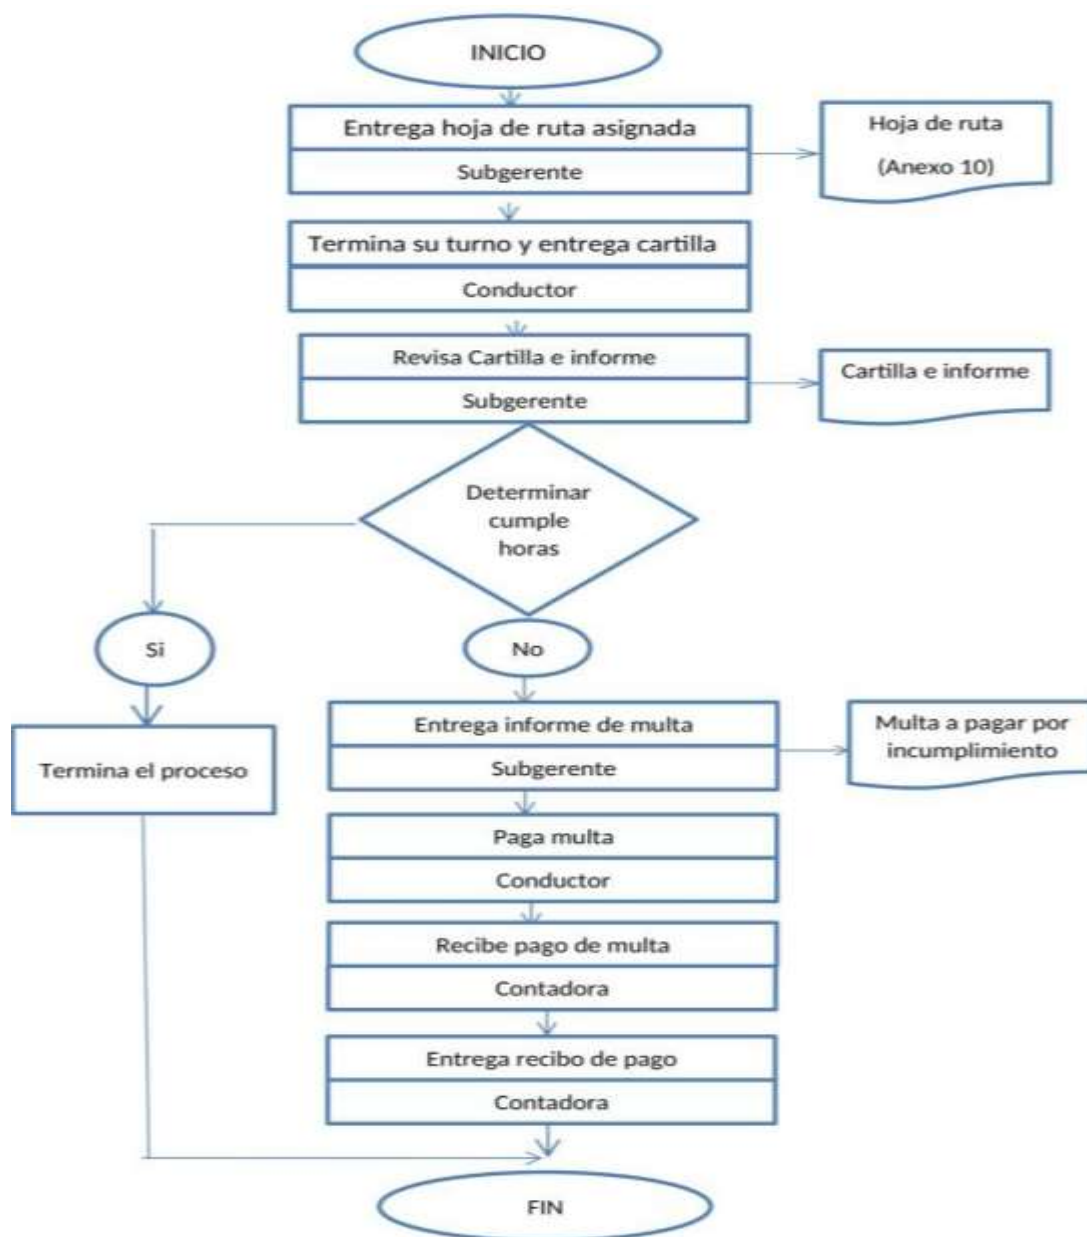 INICIO
Entrega hoja de ruta asignada
Subgerente
Hoja de ruta
(Anexo 10)
Termina su turno y entrega cartilla
Conductor
Revisa Cartilla e informe
Subgerente
Cartilla e informe
Determinar
cumple
horas
Si
No
Termina el proceso
Entrega informe de multa
Subgerente
Multa a pagar por
incumplimiento
Paga multa
Conductor
Recibe pago de multa
Contadora
Entrega recibo de pago
Contadora
FIN